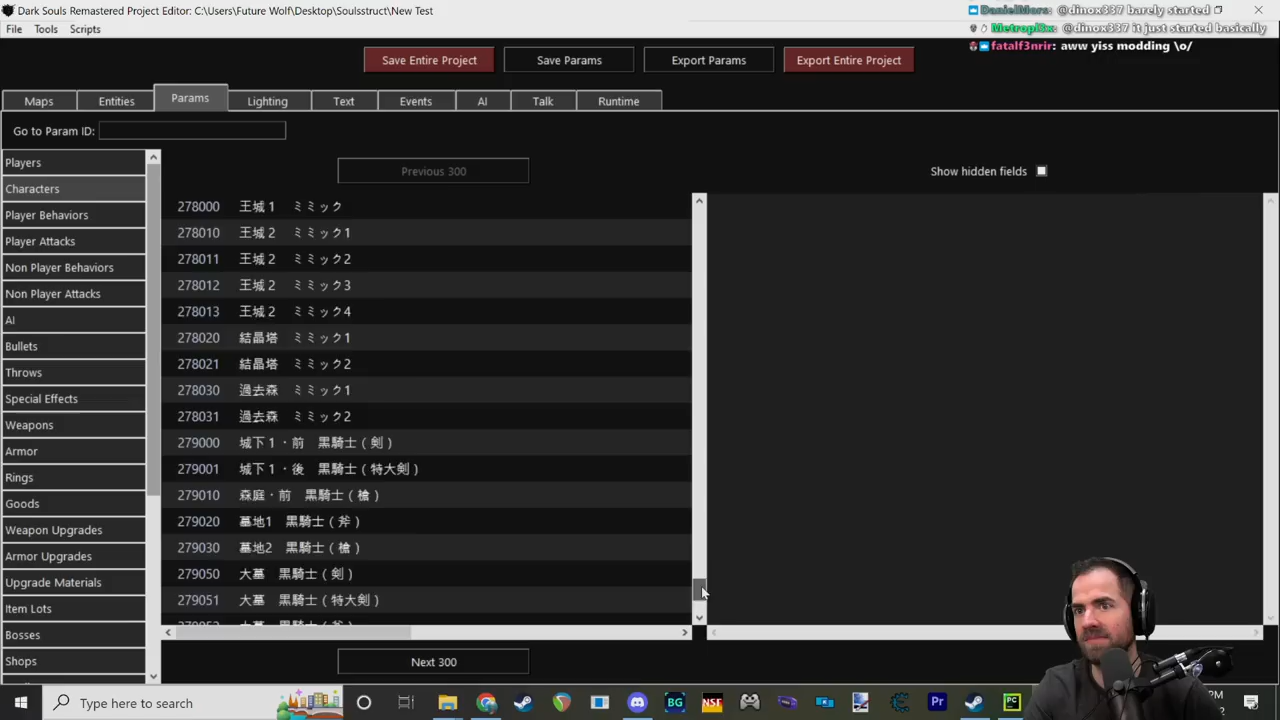 Dark Souls Remastered Project Editor: C:\Users\Future Wolf\Desktop\Soulsstruct\New Test
DanielMors: @dinox337 barely started
Metropl3x: @dinox337 it just started basically
fatalf3nrir: aww yiss modding \o/
File Tools Scripts
Save Entire Project Save Params Export Params Export Entire Project
Maps Entities Params Lighting Text Events AI Talk Runtime
Go to Param ID:
Previous 300
Show hidden fields
Players
Characters
Player Behaviors
Player Attacks
Non Player Behaviors
Non Player Attacks
AI
Bullets
Throws
Special Effects
Weapons
Armor
Rings
Goods
Weapon Upgrades
Armor Upgrades
Upgrade Materials
Item Lots
Bosses
Shops
278000 王城1 ミミック
278010 王城2 ミミック1
278011 王城2 ミミック2
278012 王城2 ミミック3
278013 王城2 ミミック4
278020 結晶塔 ミミック1
278021 結晶塔 ミミック2
278030 過去森 ミミック1
278031 過去森 ミミック2
279000 城下1・前 黒騎士（剣）
279001 城下1・後 黒騎士（特大剣）
279010 森庭・前 黒騎士（槍）
279020 墓地1 黒騎士（斧）
279030 墓地2 黒騎士（槍）
279050 大墓 黒騎士（剣）
279051 大墓 黒騎士（特大剣）
Next 300
Type here to search